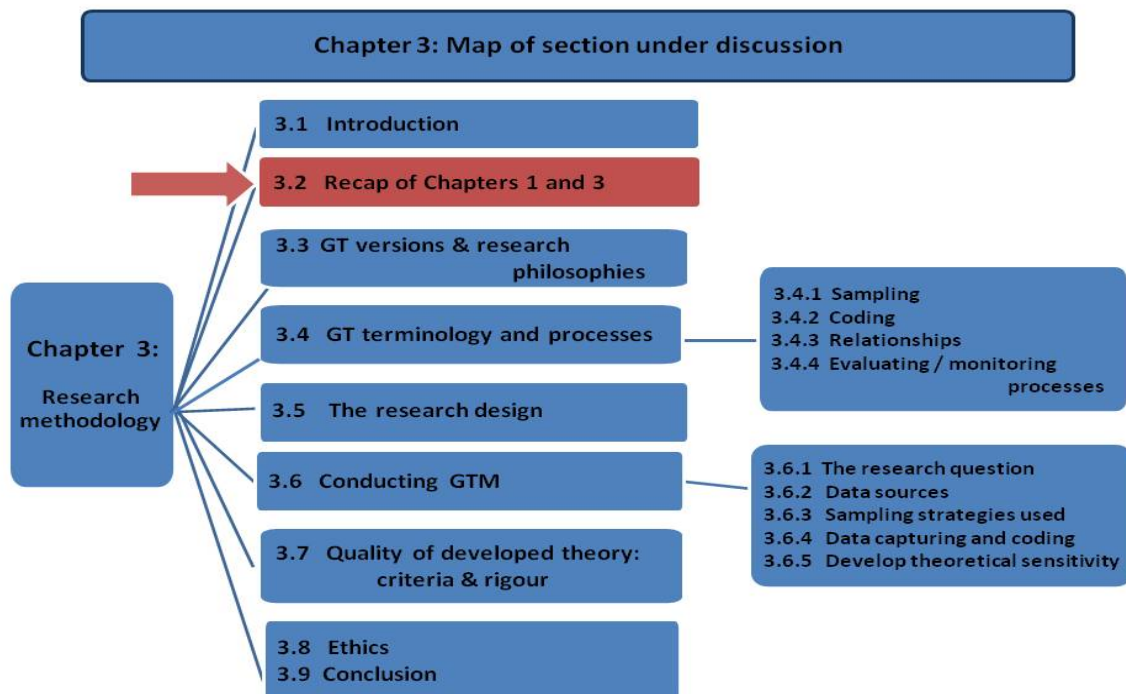 Chapter 3: Map of section under discussion
3.1 Introduction
3.2 Recap of Chapters 1 and 3
3.3 GT versions & research
philosophies
3.4 GT terminology and processes
3.4.1 Sampling
3.4.2 Coding
3.4.3 Relationships
3.4.4 Evaluating / monitoring
processes
Chapter 3:
Research
methodology
3.5 The research design
3.6 Conducting GTM
3.6.1 The research question
3.6.2 Data sources
3.6.3 Sampling strategies used
3.6.4 Data capturing and coding
3.6.5 Develop theoretical sensitivity
3.7 Quality of developed theory:
criteria & rigour
3.8 Ethics
3.9 Conclusion